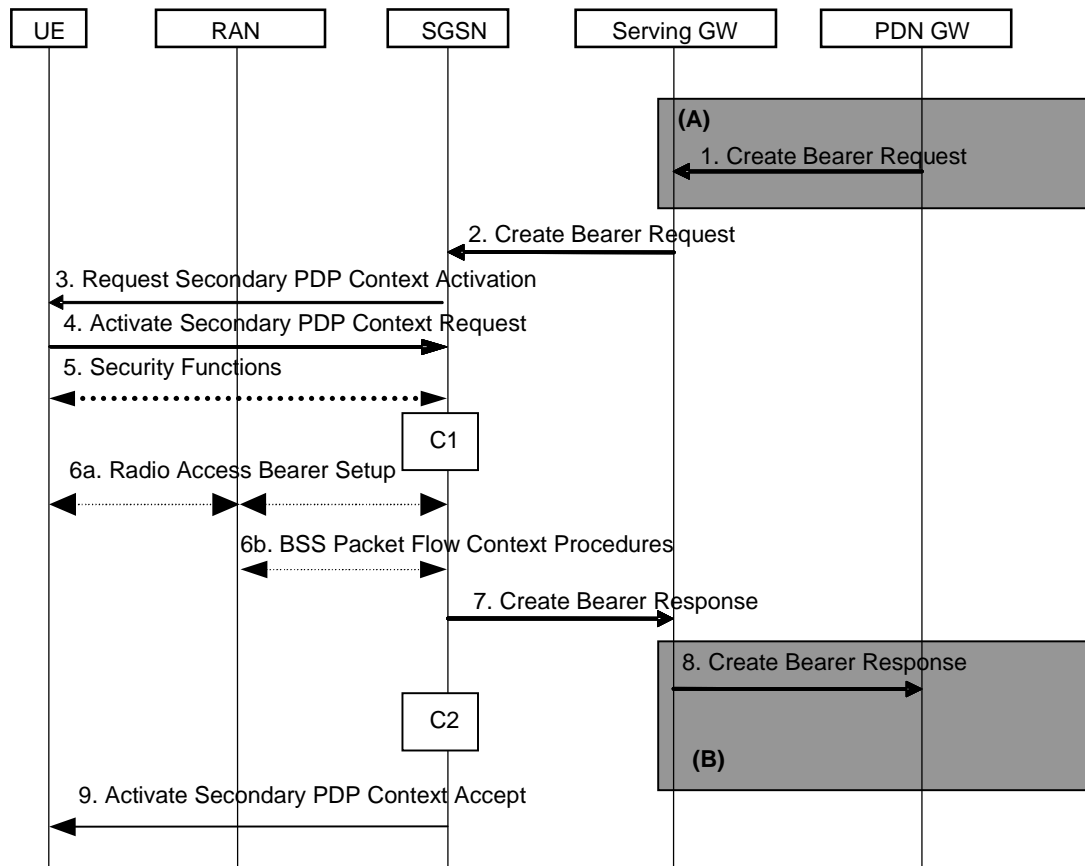 UE
RAN
SGSN
Serving GW
PDN GW
(A)
1. Create Bearer Request
2. Create Bearer Request
3. Request Secondary PDP Context Activation
4. Activate Secondary PDP Context Request
5. Security Functions
C1
6a. Radio Access Bearer Setup
6b. BSS Packet Flow Context Procedures
7. Create Bearer Response
8. Create Bearer Response
C2
(B)
9. Activate Secondary PDP Context Accept